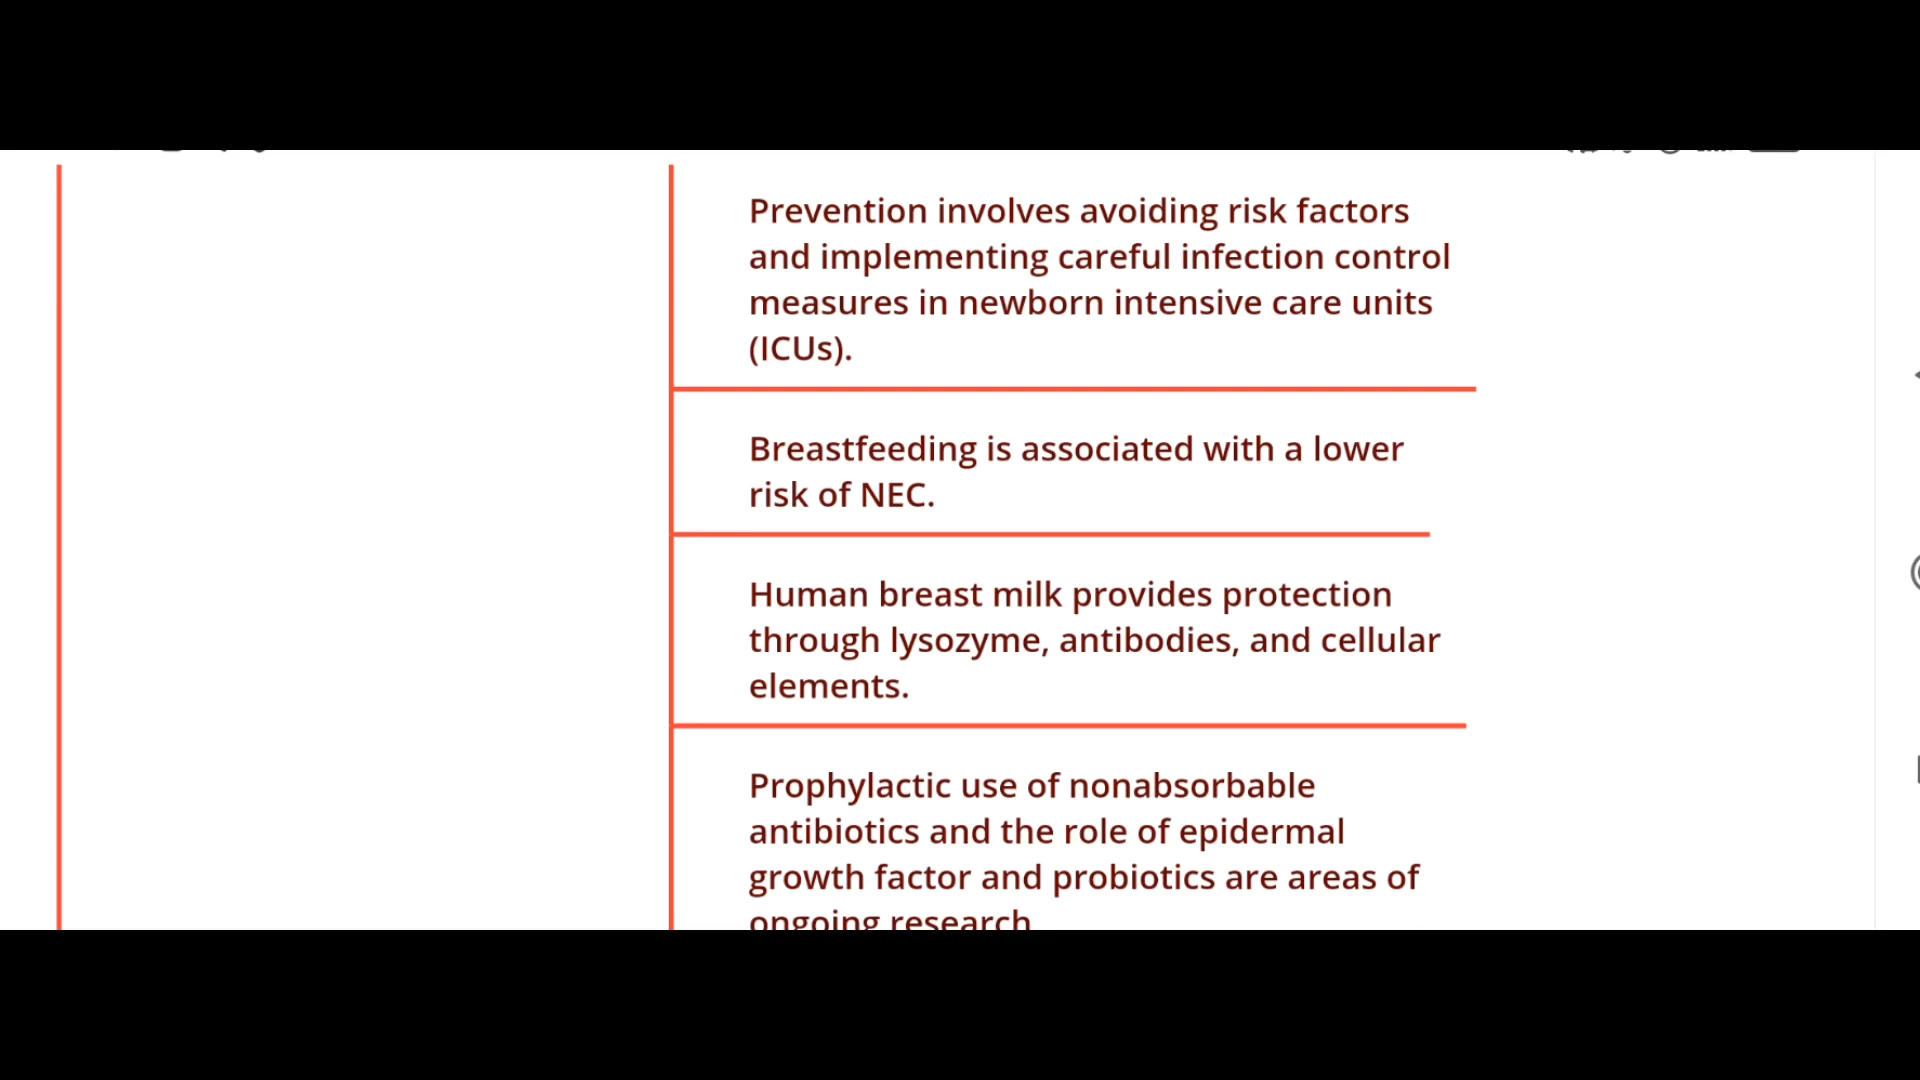 Prevention involves avoiding risk factors
and implementing careful infection control
measures in newborn intensive care units
(ICUs).
Breastfeeding is associated with a lower
risk of NEC.
Human breast milk provides protection
through lysozyme, antibodies, and cellular
elements.
Prophylactic use of nonabsorbable
antibiotics and the role of epidermal
growth factor and probiotics are areas of
ongoing research